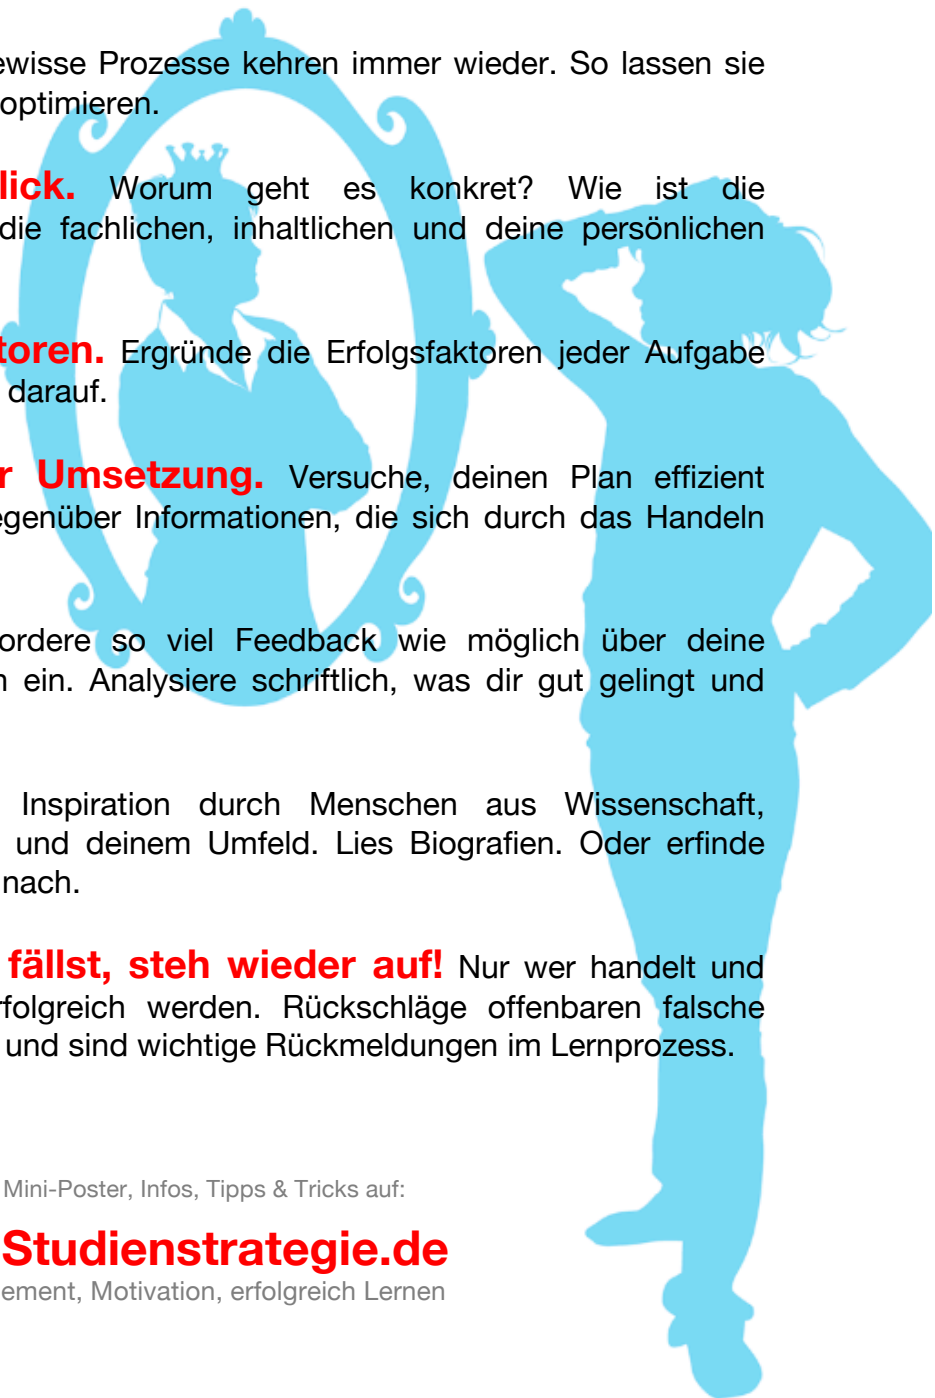 ewisse Prozesse kehren immer wieder. So lassen sie
optimieren.
lick. Worum geht es konkret? Wie ist die
die fachlichen, inhaltlichen und deine persönlichen
toren. Ergründe die Erfolgsfaktoren jeder Aufgabe
darauf.
r Umsetzung. Versuche, deinen Plan effizient
egenüber Informationen, die sich durch das Handeln
ordere so viel Feedback wie möglich über deine
n ein. Analysiere schriftlich, was dir gut gelingt und
Inspiration durch Menschen aus Wissenschaft,
und deinem Umfeld. Lies Biografien. Oder erfinde
nach.
fällst, steh wieder auf! Nur wer handelt und
rfolgreich werden. Rückschläge offenbaren falsche
und sind wichtige Rückmeldungen im Lernprozess.
Mini-Poster, Infos, Tipps & Tricks auf:
Studienstrategie.de
ement, Motivation, erfolgreich Lernen